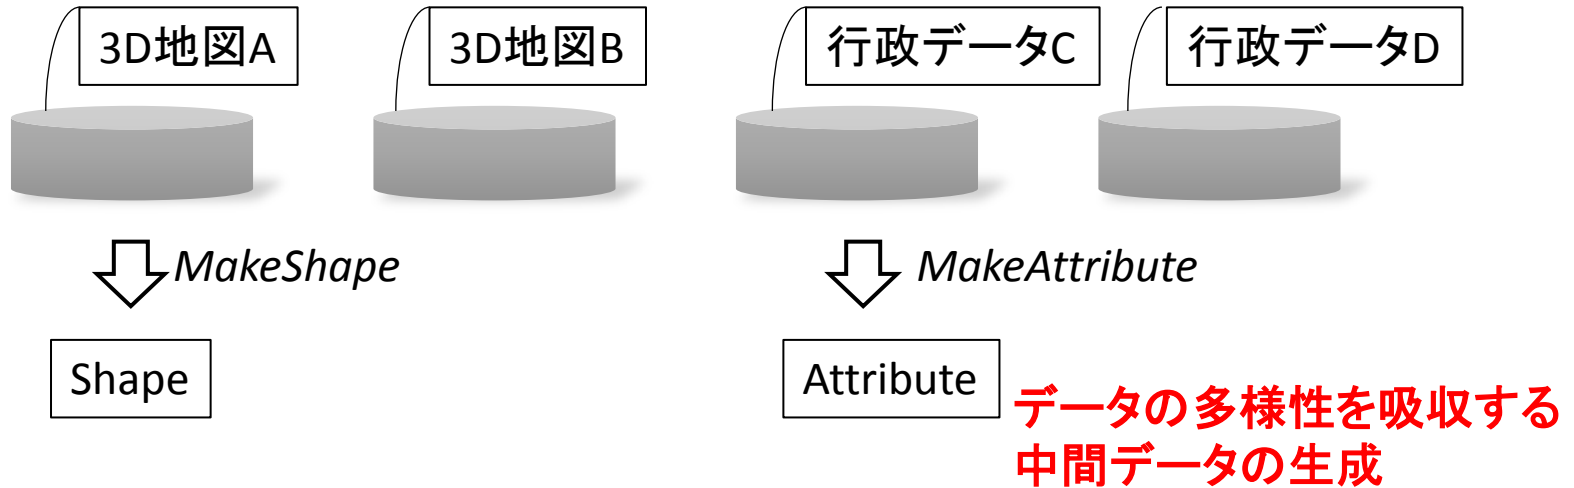 3D地図A
3D地図B
行政データC
行政データD
MakeShape
MakeAttribute
Shape
Attribute
データの多様性を吸収する
中間データの生成